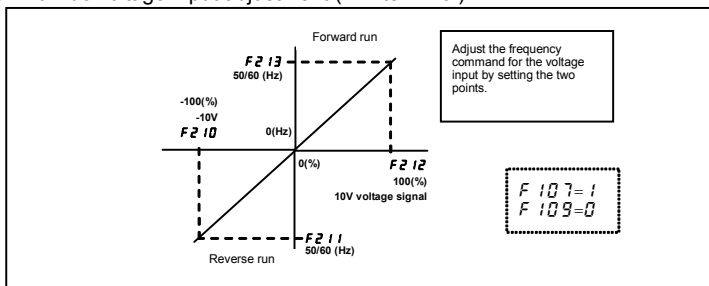 Forward run
F213
50/60 (Hz)
Adjust the frequency
command for the voltage
input by setting the two
points.
-100(%)
-10V
F210
0(Hz)
0(%)
F212
100(%)
10V voltage signal
F107=1
F109=0
F211
50/60 (Hz)
Reverse run